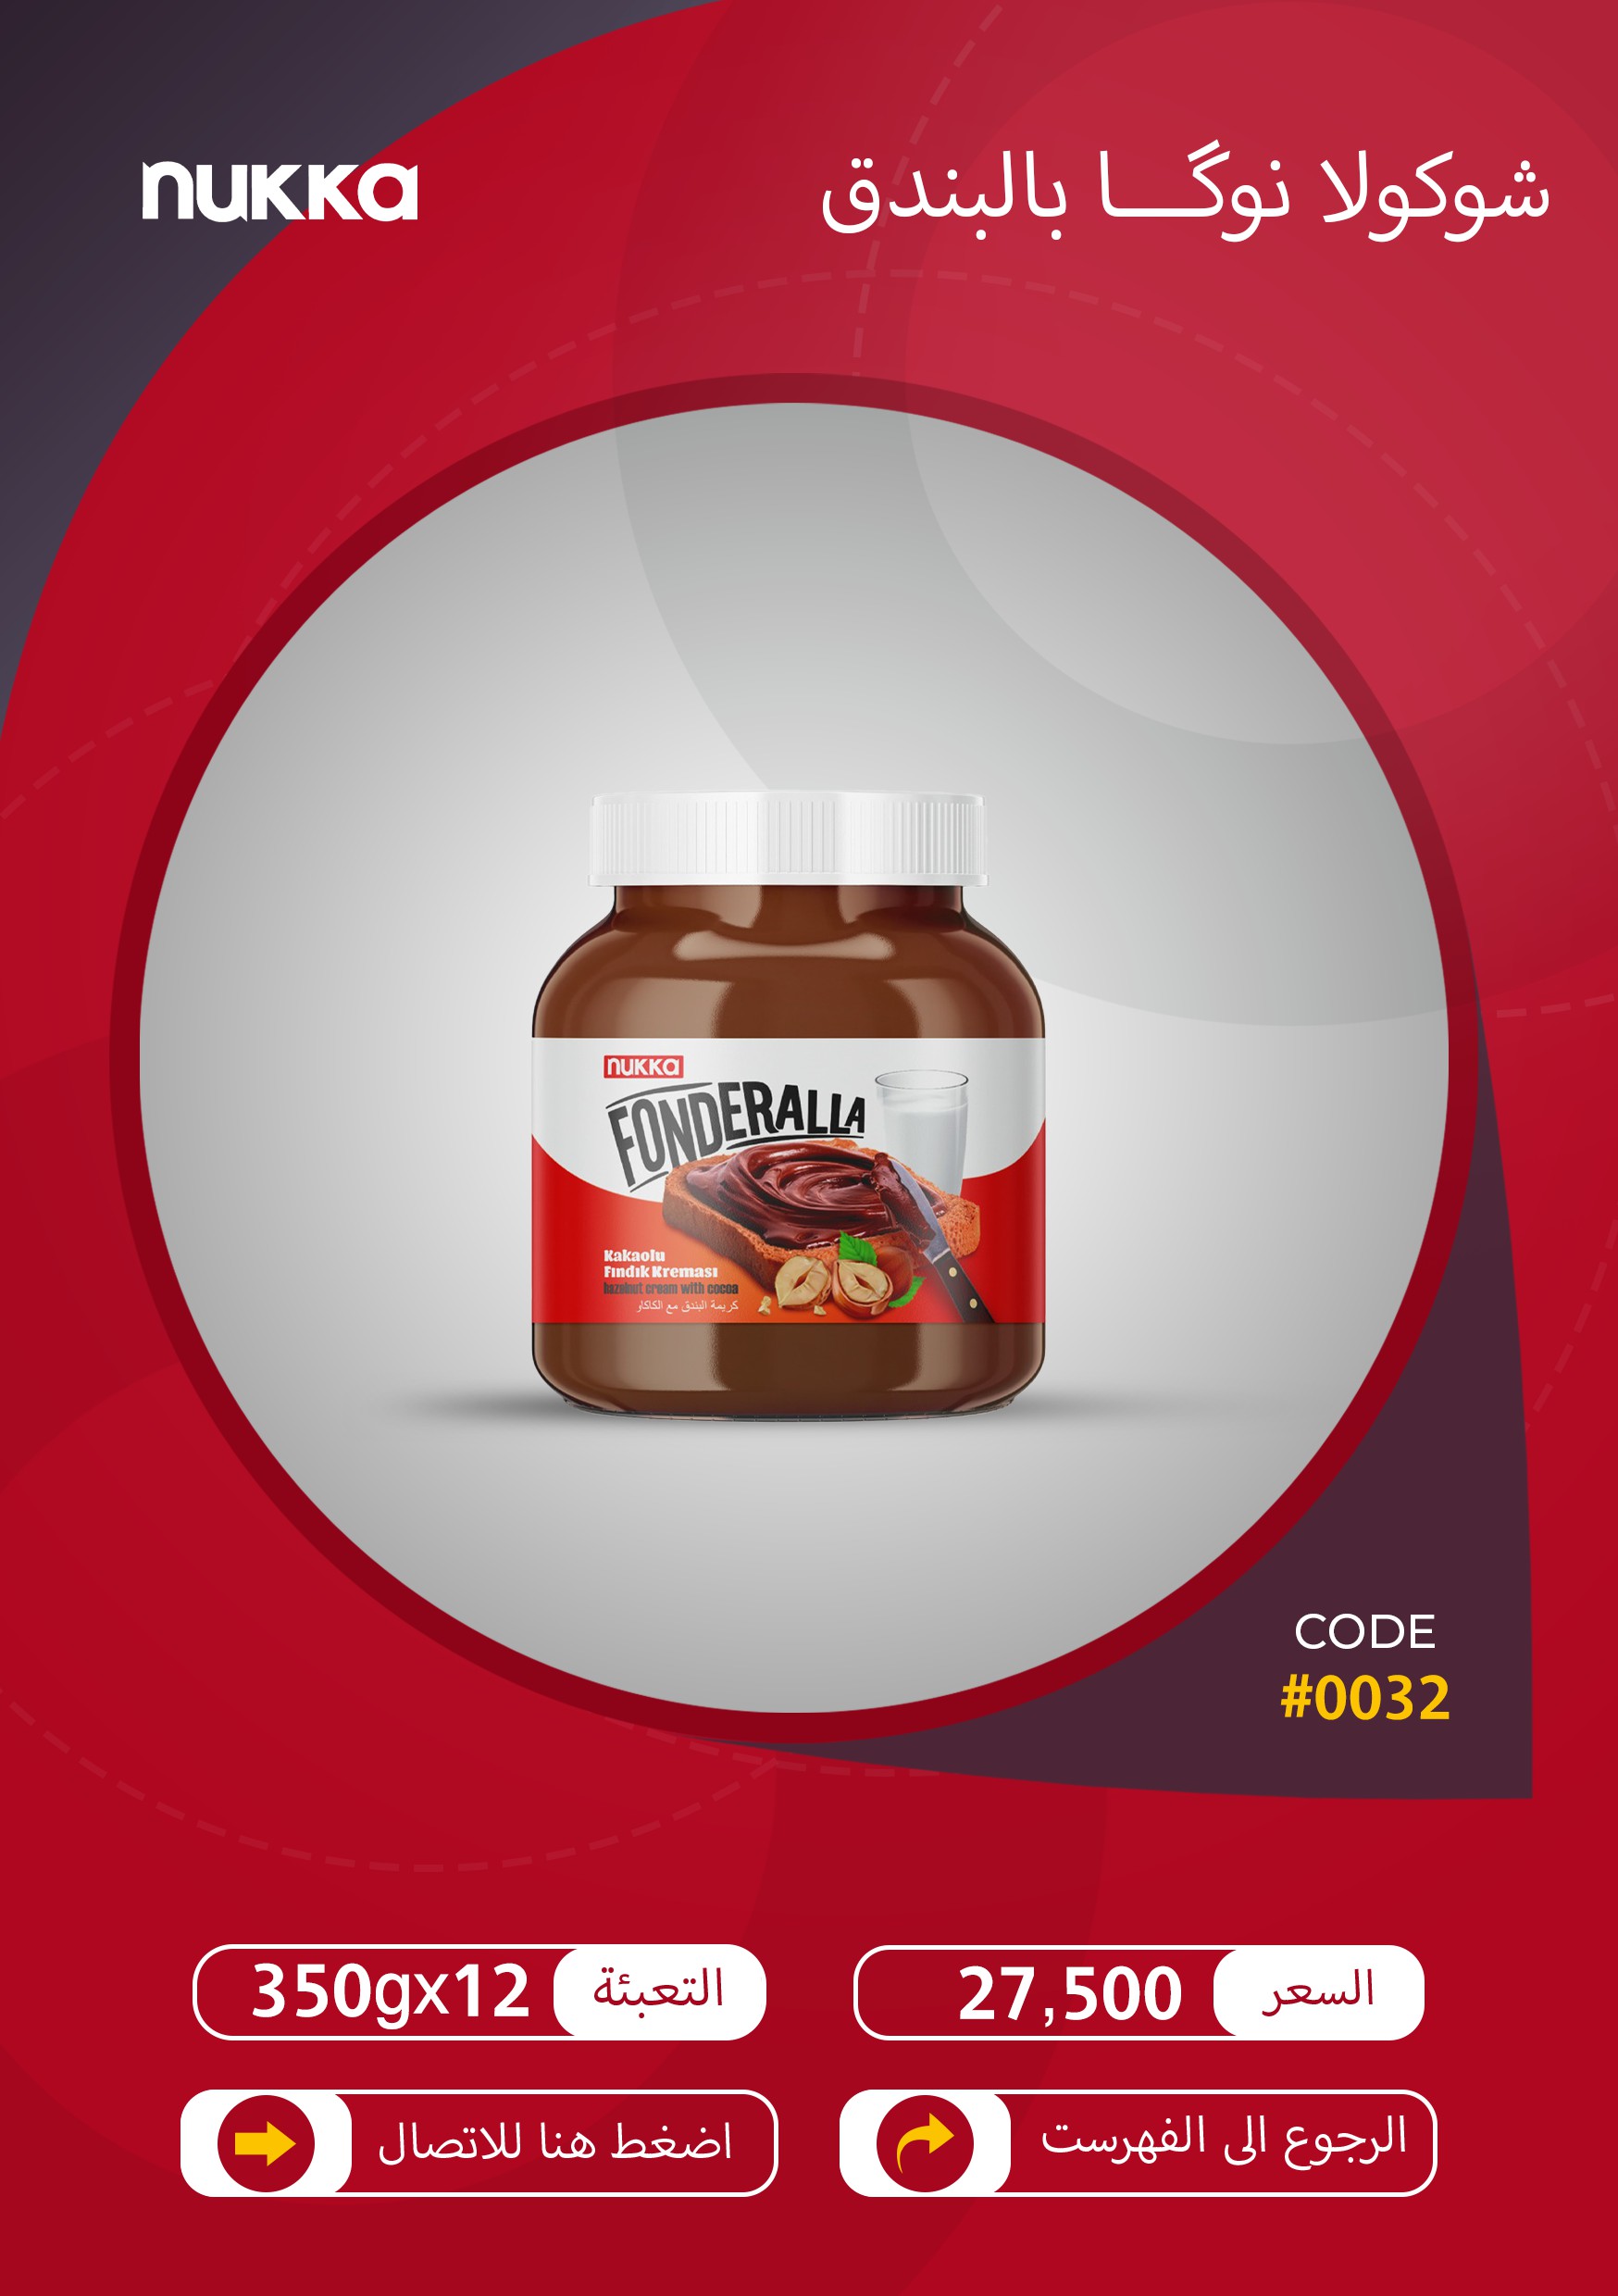 nukka
شوكولا نوگـــا بالبندق
nukka
FONDERALLA
Kakaolu
Fındık Kreması
hazelnut cream with cocoa
كريمة البندق مع الكاكاو
CODE
#0032
السعر 27,500
التعبئة 350gx12
الرجوع الى الفهرست
اضغط هنا للاتصال